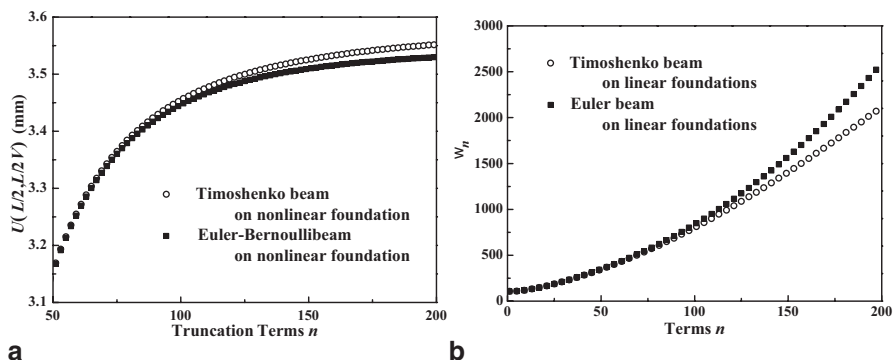 3.6
3.5
3.4
3.3
3.2
3.1
U(L/2,L/2V) (mm)
Timoshenko beam
on nonlinear foundation
Euler-Bernoullibeam
on nonlinear foundation
50
100
150
200
Truncation Terms n
a
3000
2500
2000
1500
1000
500
0
wn
Timoshenko beam
on linear foundations
Euler beam
on linear foundations
0
50
100
150
200
Terms n
b